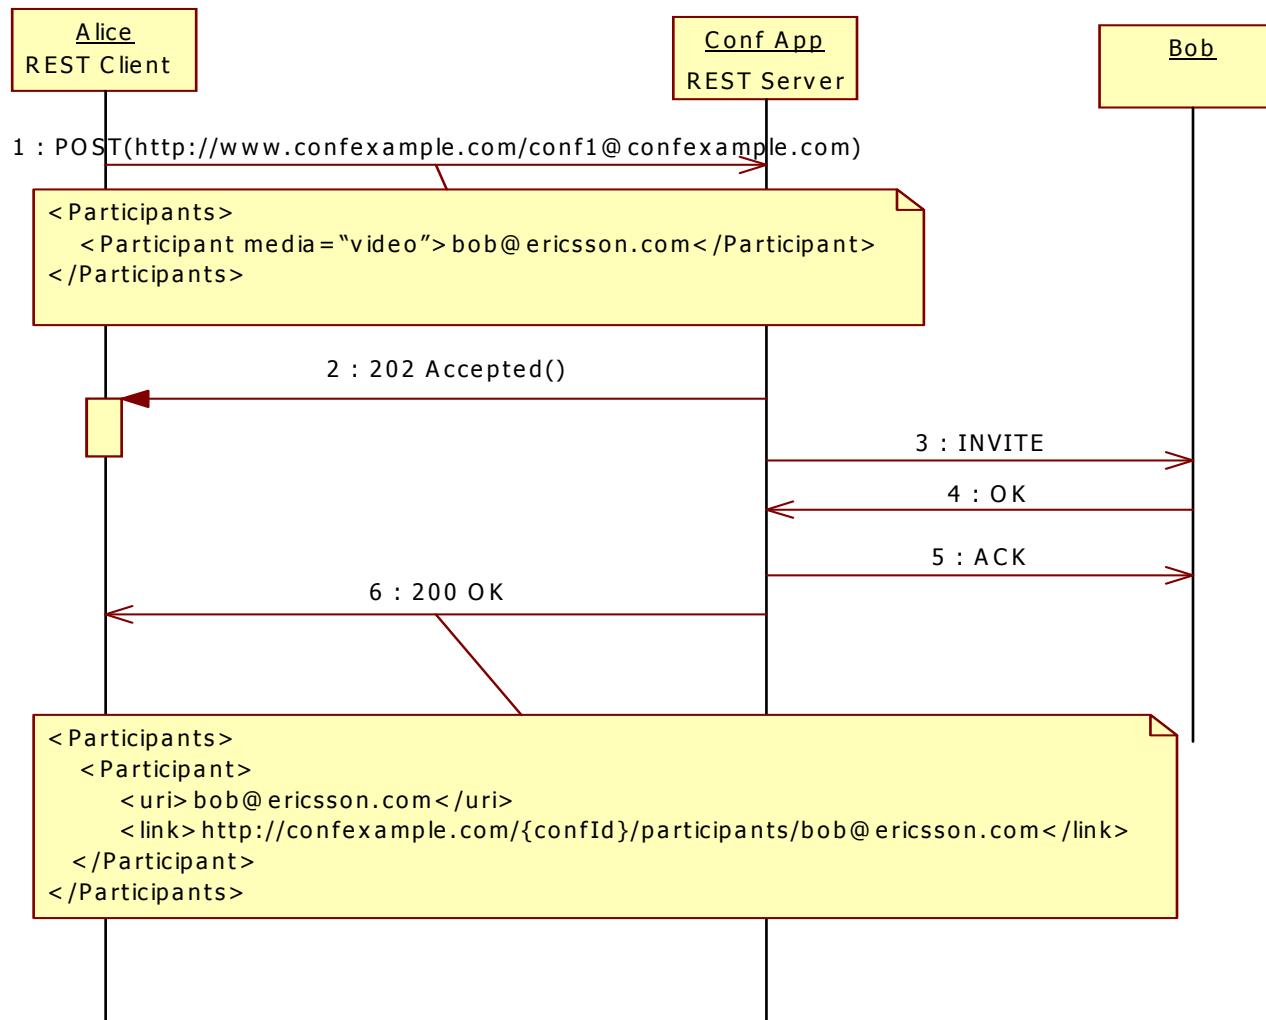 Alice
REST Client
Conf App
REST Server
Bob
1 : POST(http://www.confexample.com/conf1@confexample.com)
<Participants>
<Participant media="video">bob@ericsson.com</Participant>
</Participants>
2 : 202 Accepted()
3 : INVITE
4 : OK
5 : ACK
6 : 200 OK
<Participants>
<Participant>
<uri>bob@ericsson.com</uri>
<link>http://confexample.com/{confId}/participants/bob@ericsson.com</link>
</Participant>
</Participants>